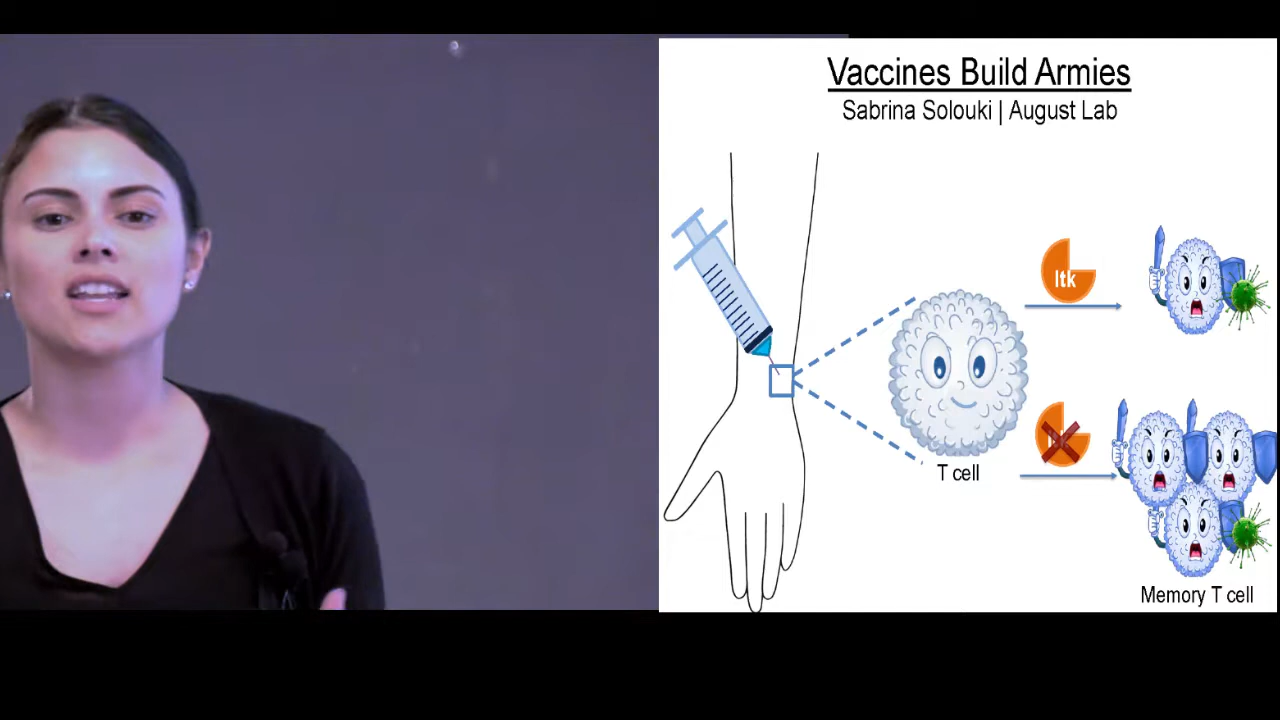 Vaccines Build Armies
Sabrina Solouki | August Lab
Itk
T cell
Memory T cell